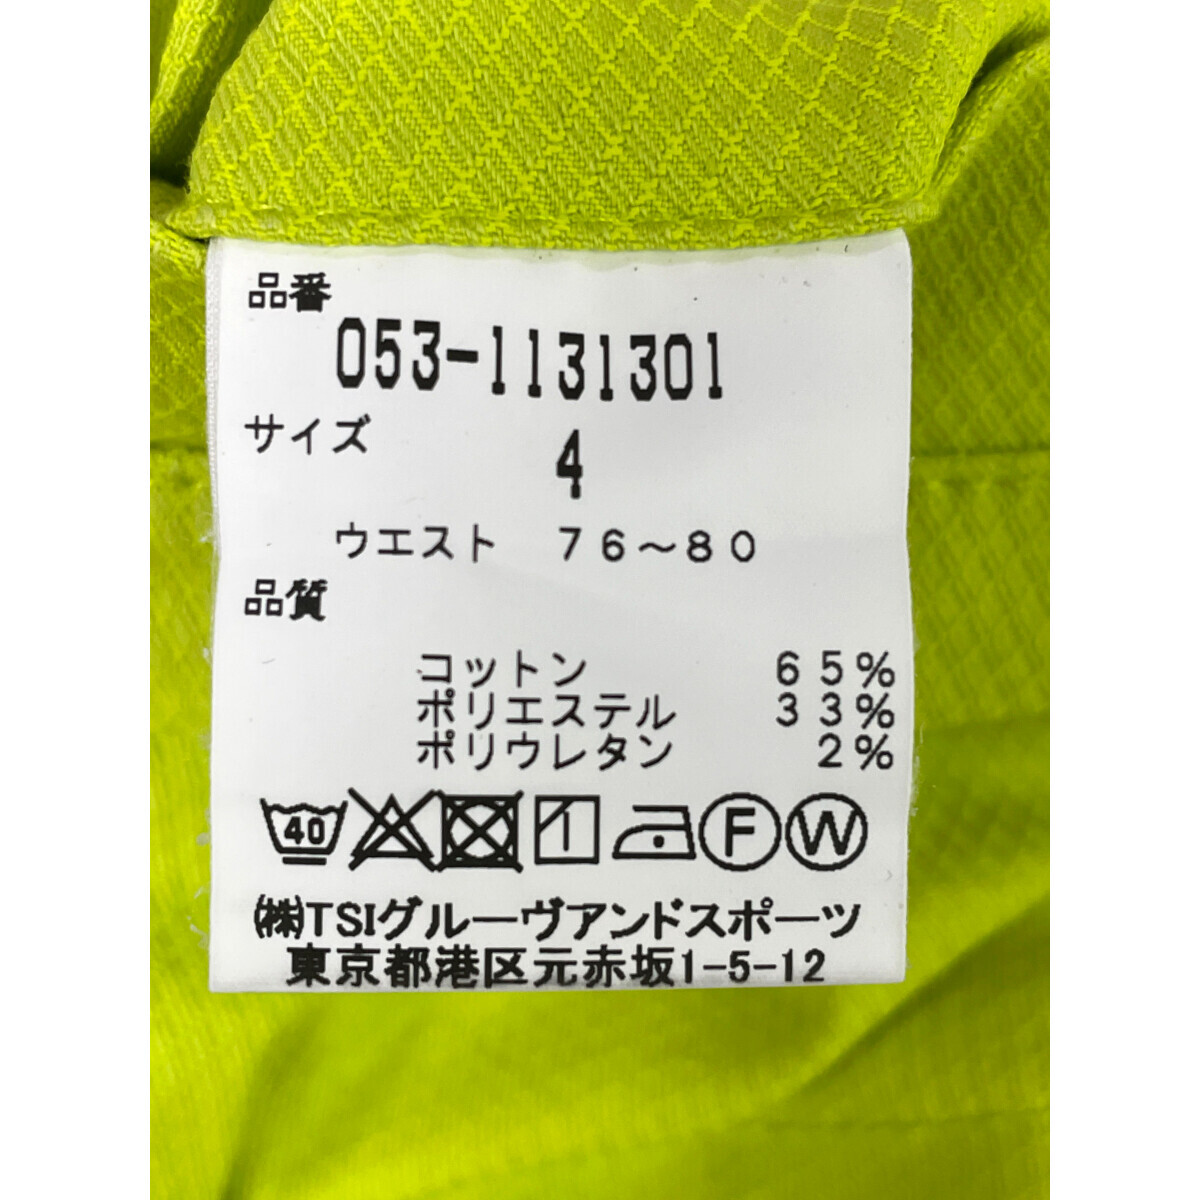 品番
053-1131301
サイズ
4
ウエスト 76～80
品質
コットン 65%
ポリエステル 33%
ポリウレタン 2%
40 F W
㈱TSIグルーヴアンドスポーツ
東京都港区元赤坂1-5-12